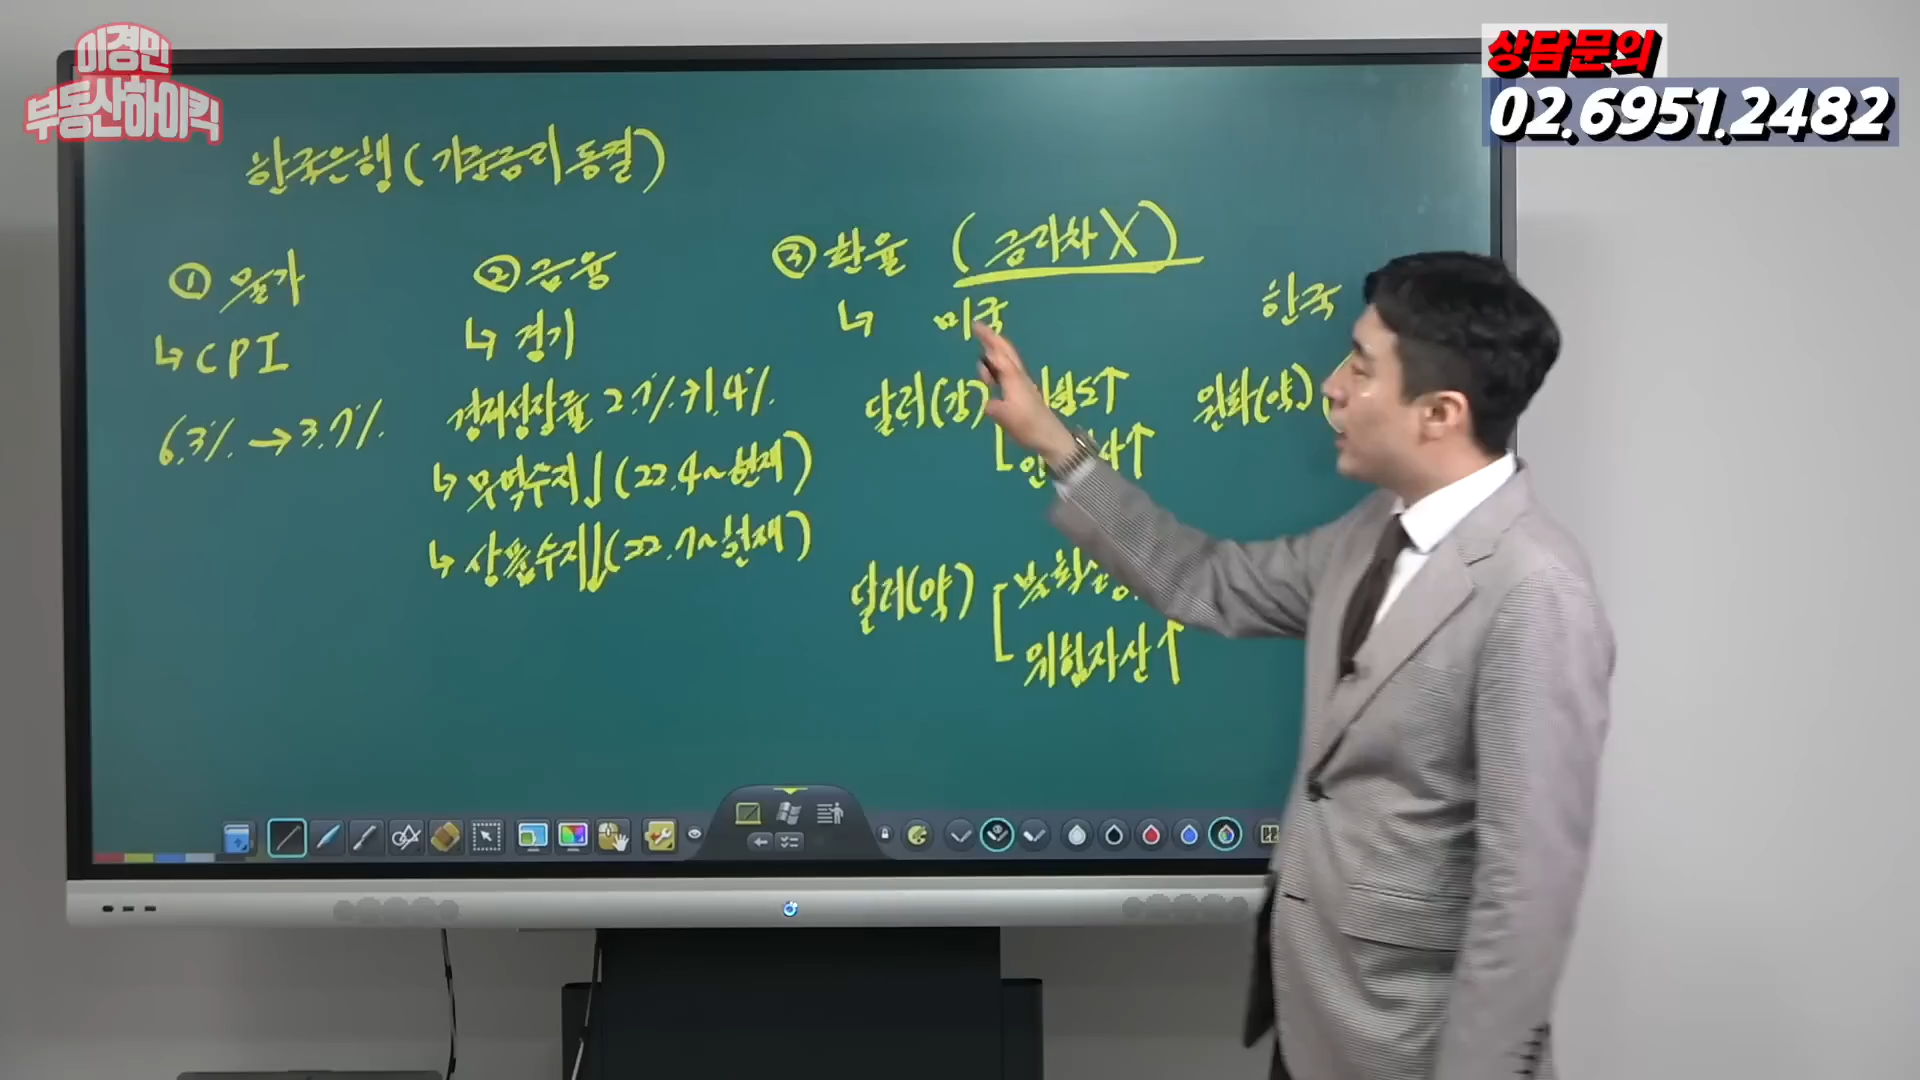 이경민
부동산하이킥
상담문의
02.6951.2482
한국은행 (기준금리 동결)
① 물가
↳ CPI
6.3% → 3.7%
② 금융
↳ 경기
경제성장률 2.7% → 1.4%
↳ 무역수지↓ (22.4~현재)
↳ 상품수지↓ (22.7~현재)
③ 환율 (금리차 X)
↳ 미국
한국
달러(강)
↑
↑
원화(약)
달러(약)
위험자산↑